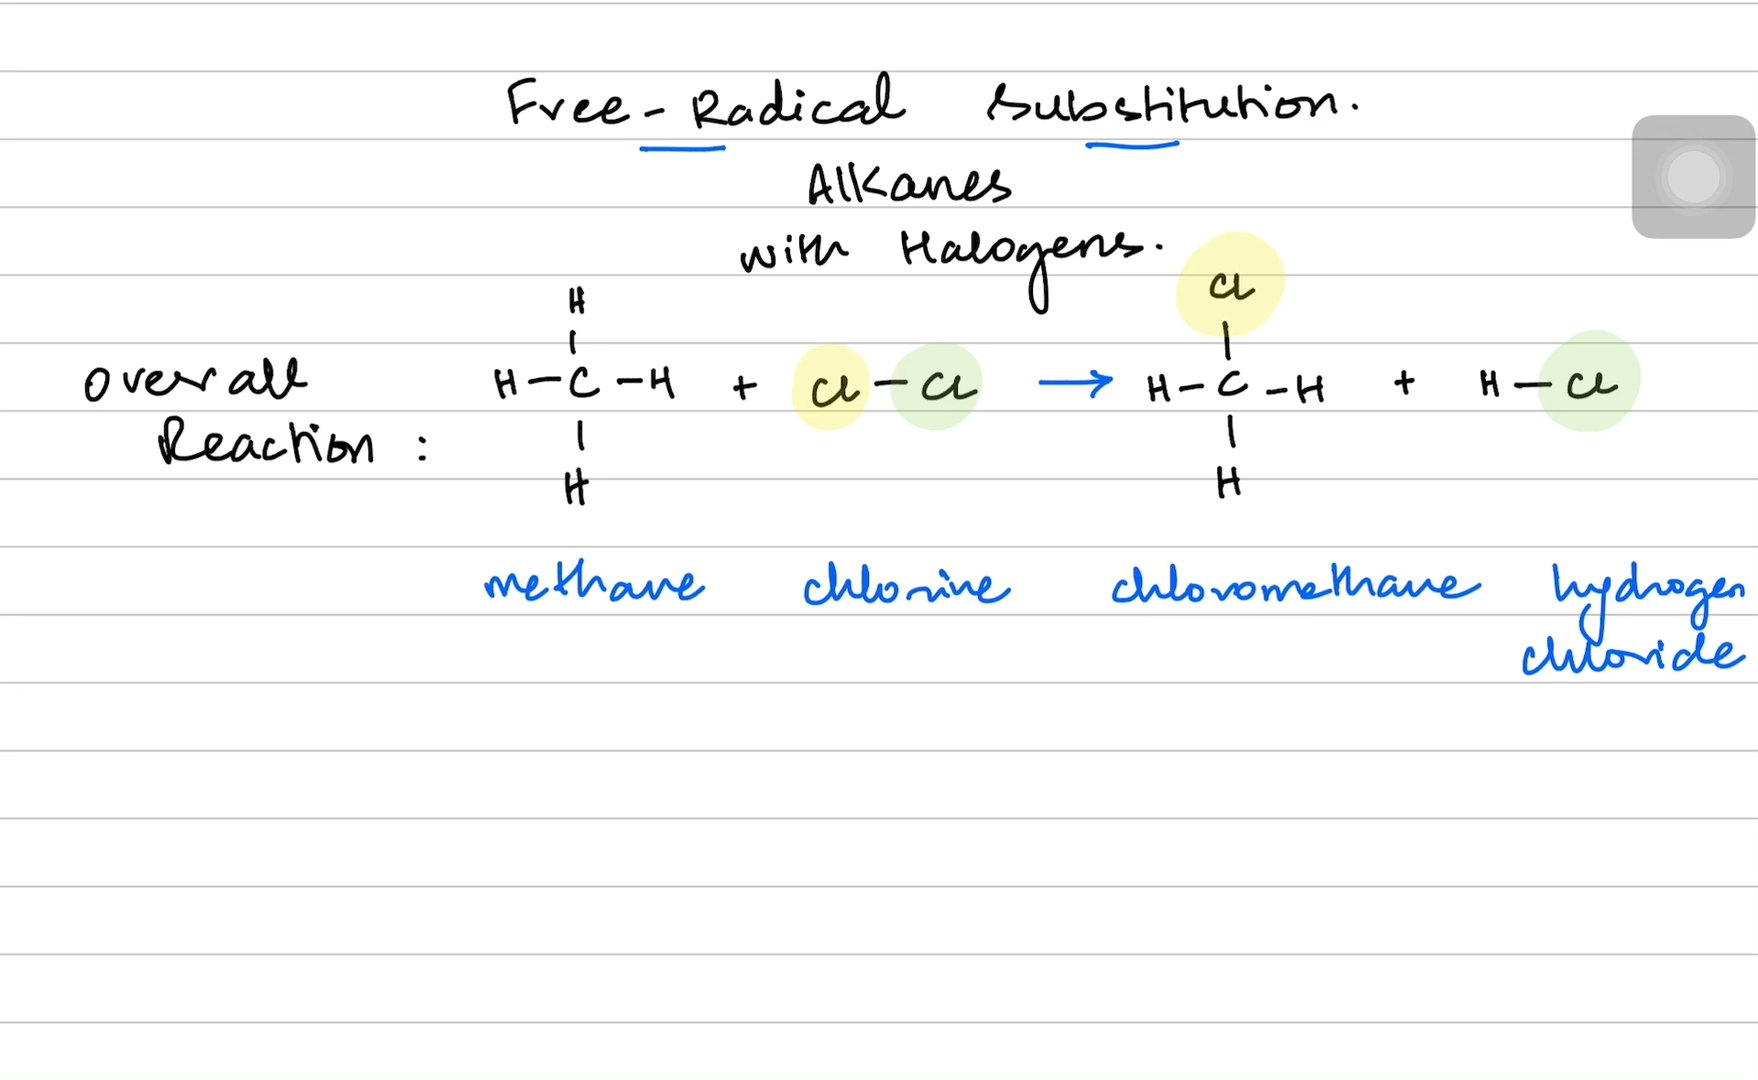 Free-Radical Substitution.
Alkanes
with Halogens.
H Cl
| |
overall H-C-H + Cl-Cl → H-C-H + H-Cl
Reaction : | |
H H
methane chlorine chloromethane hydrogen
chloride